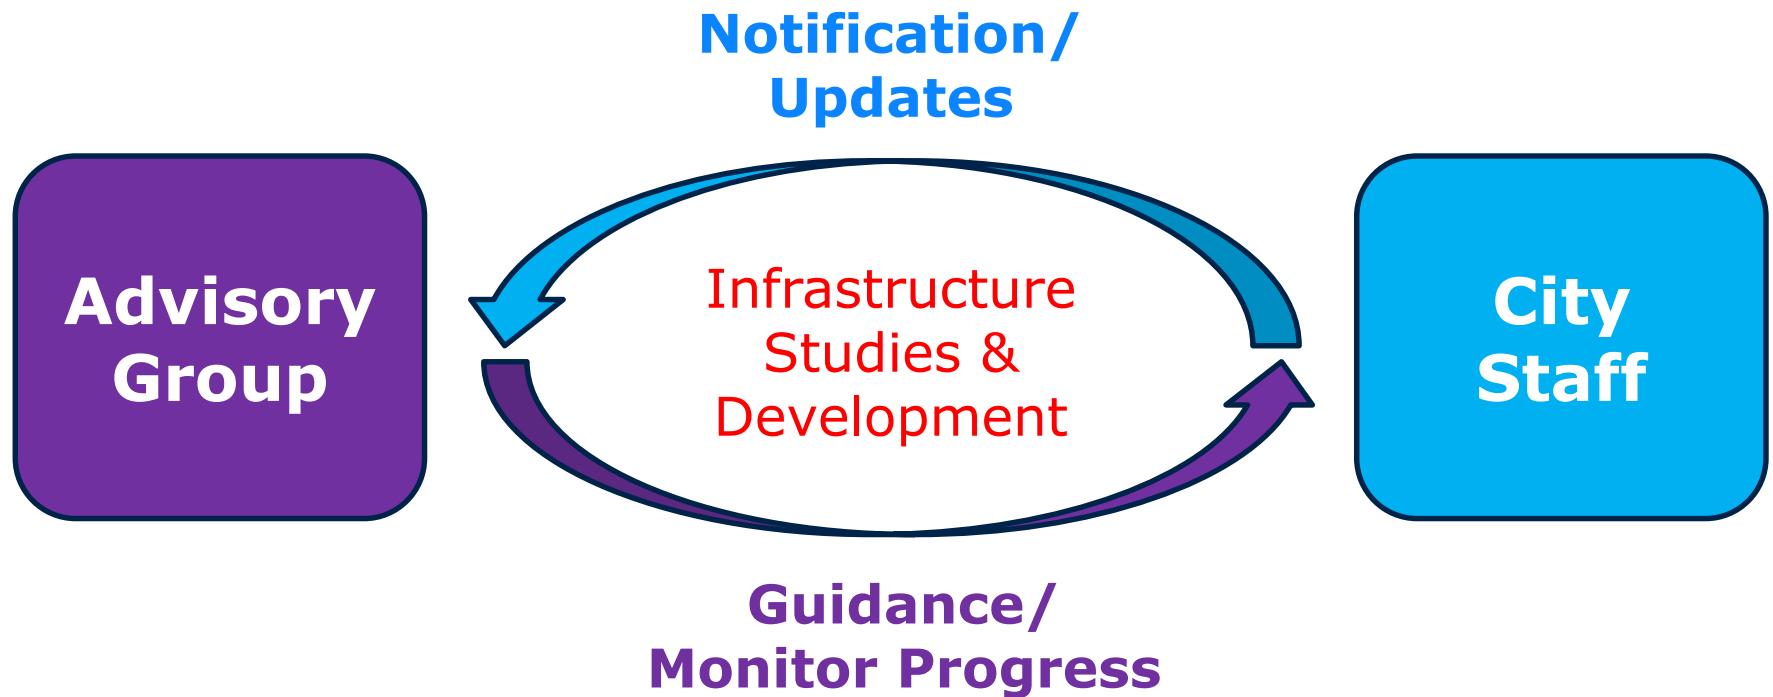 Notification/
Updates
Advisory
Group
Infrastructure
Studies &
Development
City
Staff
Guidance/
Monitor Progress